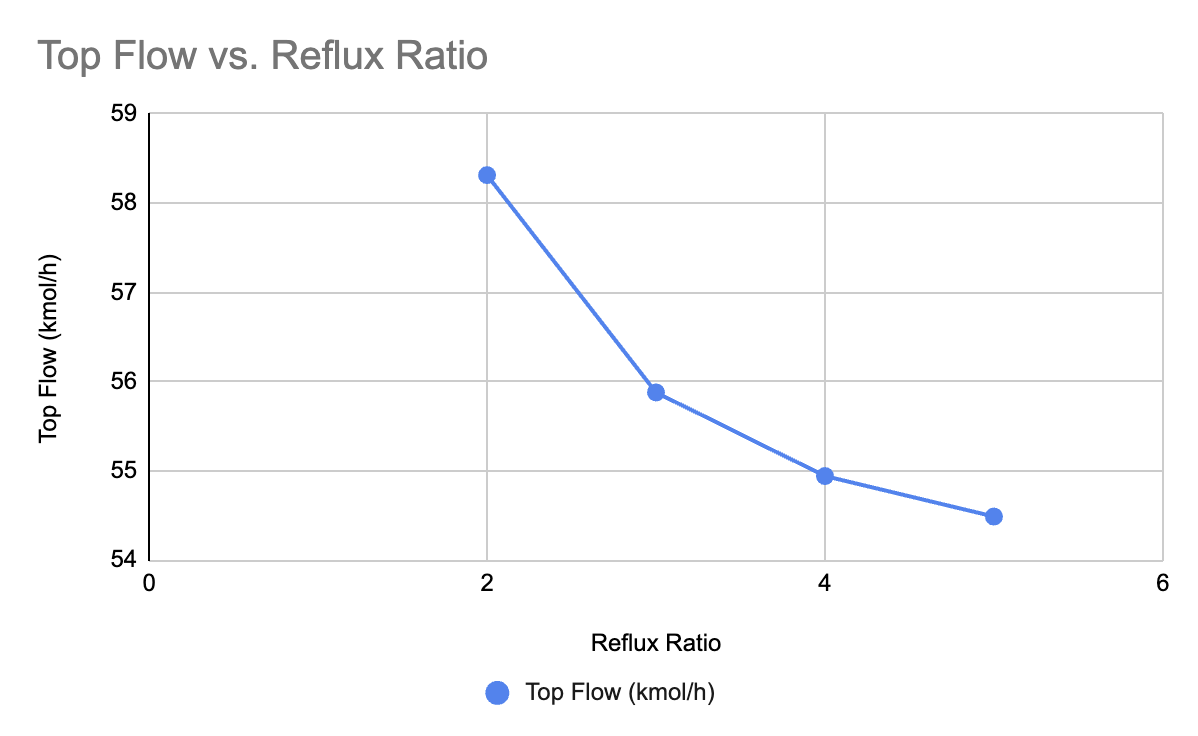 Top Flow vs. Reflux Ratio
59
58
57
56
55
54
Top Flow (kmol/h)
0 2 4 6
Reflux Ratio
Top Flow (kmol/h)